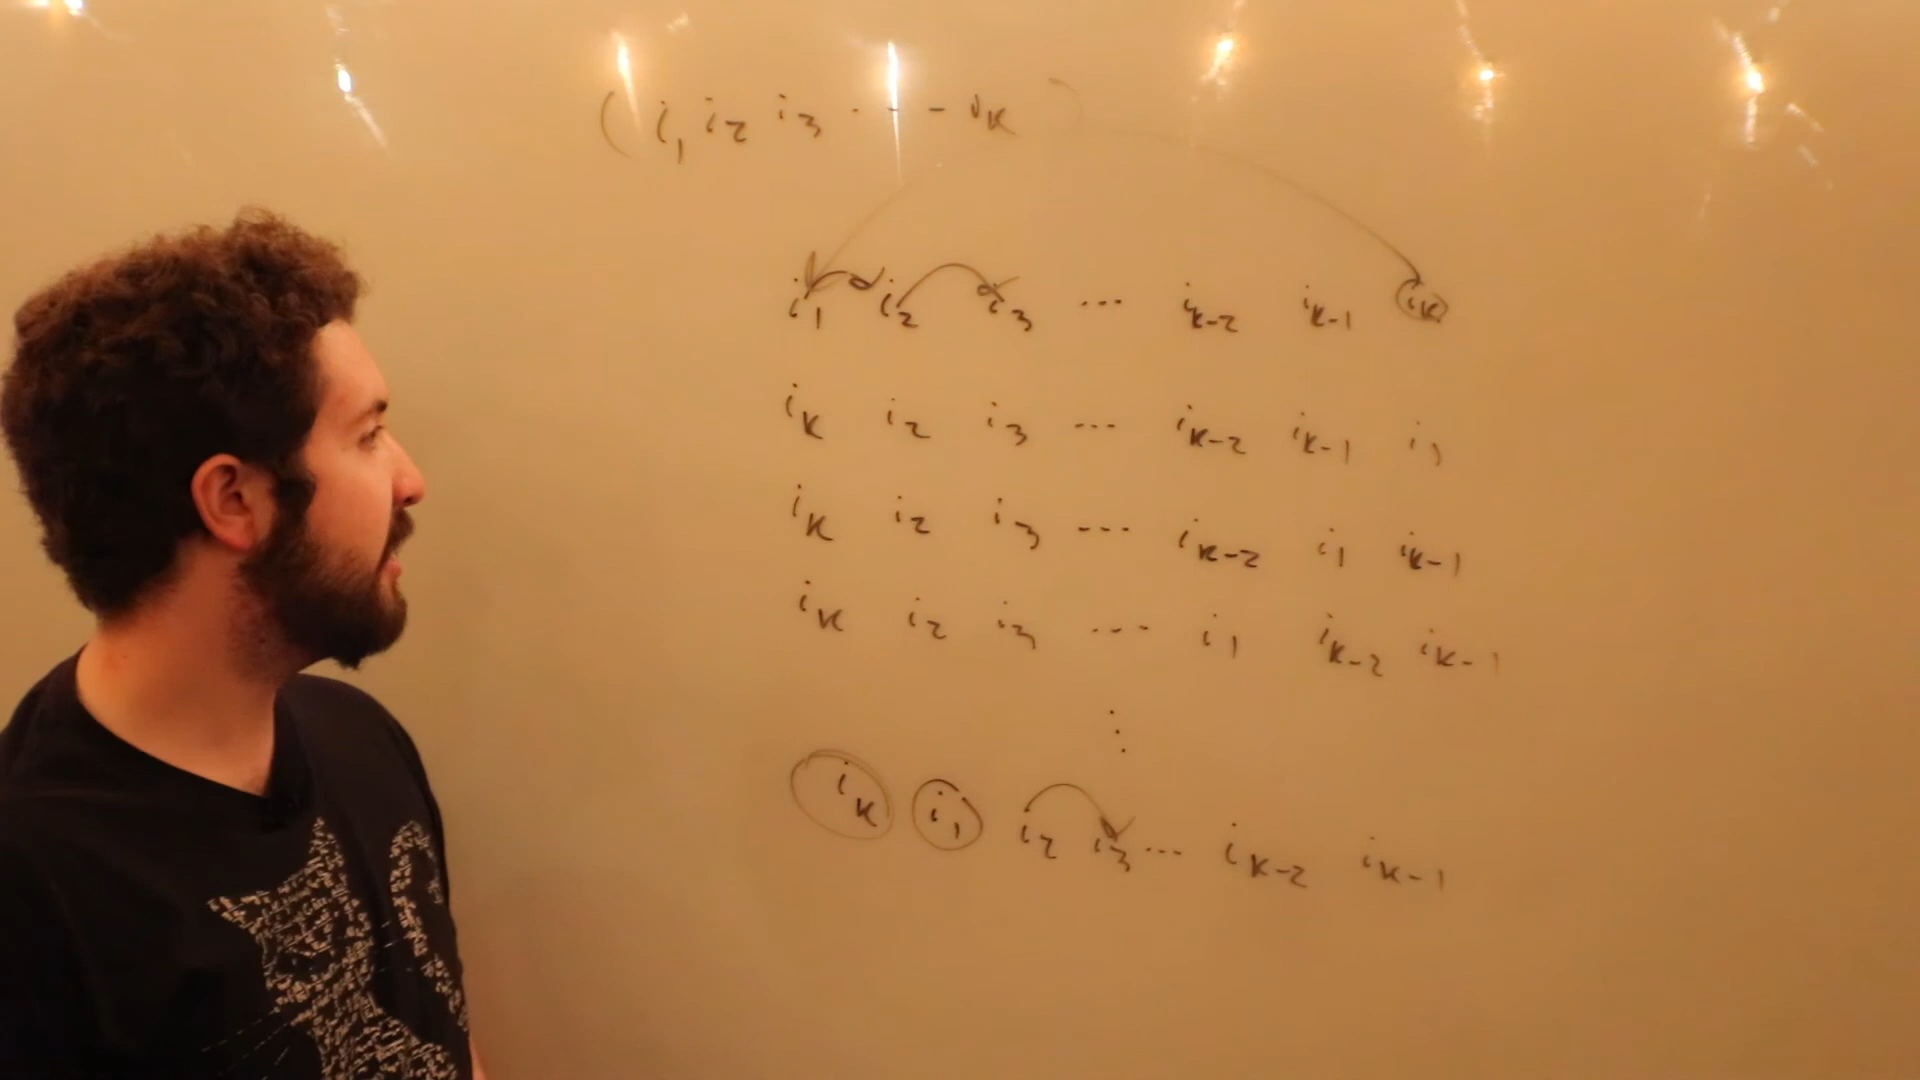 ( i₁ i₂ i₃ · · - iₖ )
i₁ i₂ i₃ ... iₖ₋₂ iₖ₋₁ iₖ
iₖ i₂ i₃ ... iₖ₋₂ iₖ₋₁ i₁
iₖ i₂ i₃ ... iₖ₋₂ i₁ iₖ₋₁
iₖ i₂ i₃ ... i₁ iₖ₋₂ iₖ₋₁
⋮
iₖ i₁ i₂ i₃ ... iₖ₋₂ iₖ₋₁